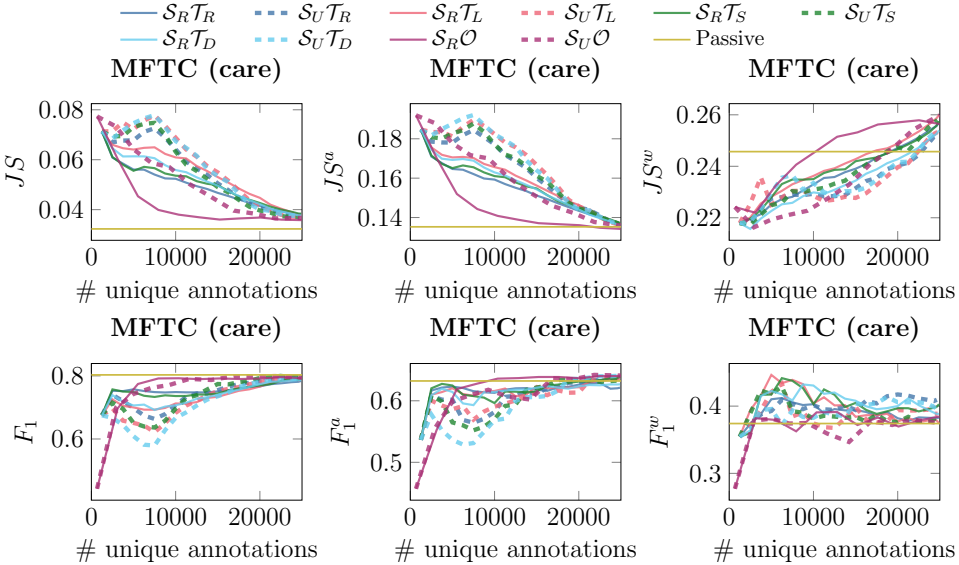 S_R T_R S_U T_R S_R T_L S_U T_L S_R T_S S_U T_S
S_R T_D S_U T_D S_R O S_U O Passive
MFTC (care) MFTC (care) MFTC (care)
JS
0.08
0.06
0.04
0 10000 20000
# unique annotations
JS^a
0.18
0.16
0.14
0 10000 20000
# unique annotations
JS^w
0.26
0.24
0.22
0 10000 20000
# unique annotations
MFTC (care) MFTC (care) MFTC (care)
F_1
0.8
0.6
0 10000 20000
# unique annotations
F_1^a
0.6
0.5
0 10000 20000
# unique annotations
F_1^w
0.4
0.3
0 10000 20000
# unique annotations